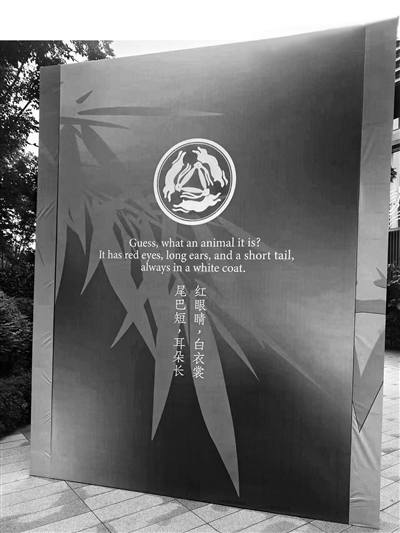 Guess, what an animal it is?
It has red eyes, long ears, and a short tail,
always in a white coat.
红眼睛，白衣裳
尾巴短，耳朵长